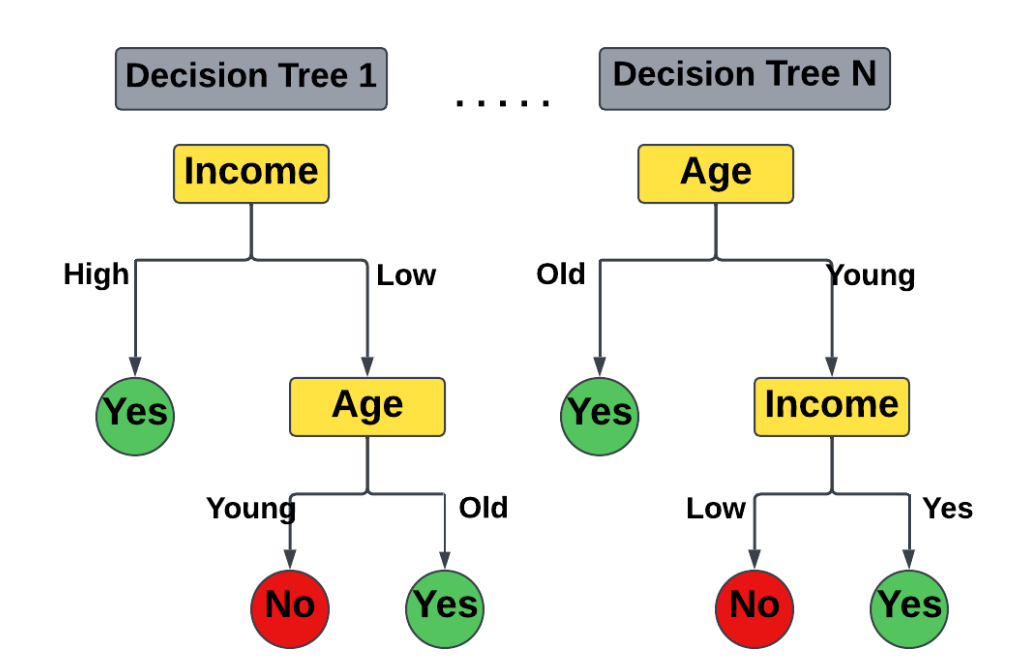 Decision Tree 1
.....
Decision Tree N
Income
Age
High
Low
Old
Young
Yes
Age
Yes
Income
Young
Old
Low
Yes
No
Yes
No
Yes